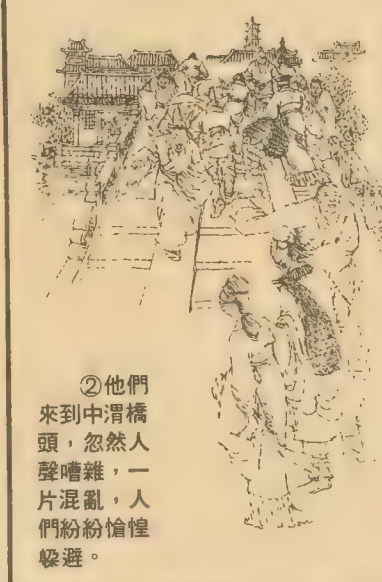 ②他們
來到中渭橋
頭，忽然人
聲嘈雜，一
片混亂，人
們紛紛愴惶
躲避。